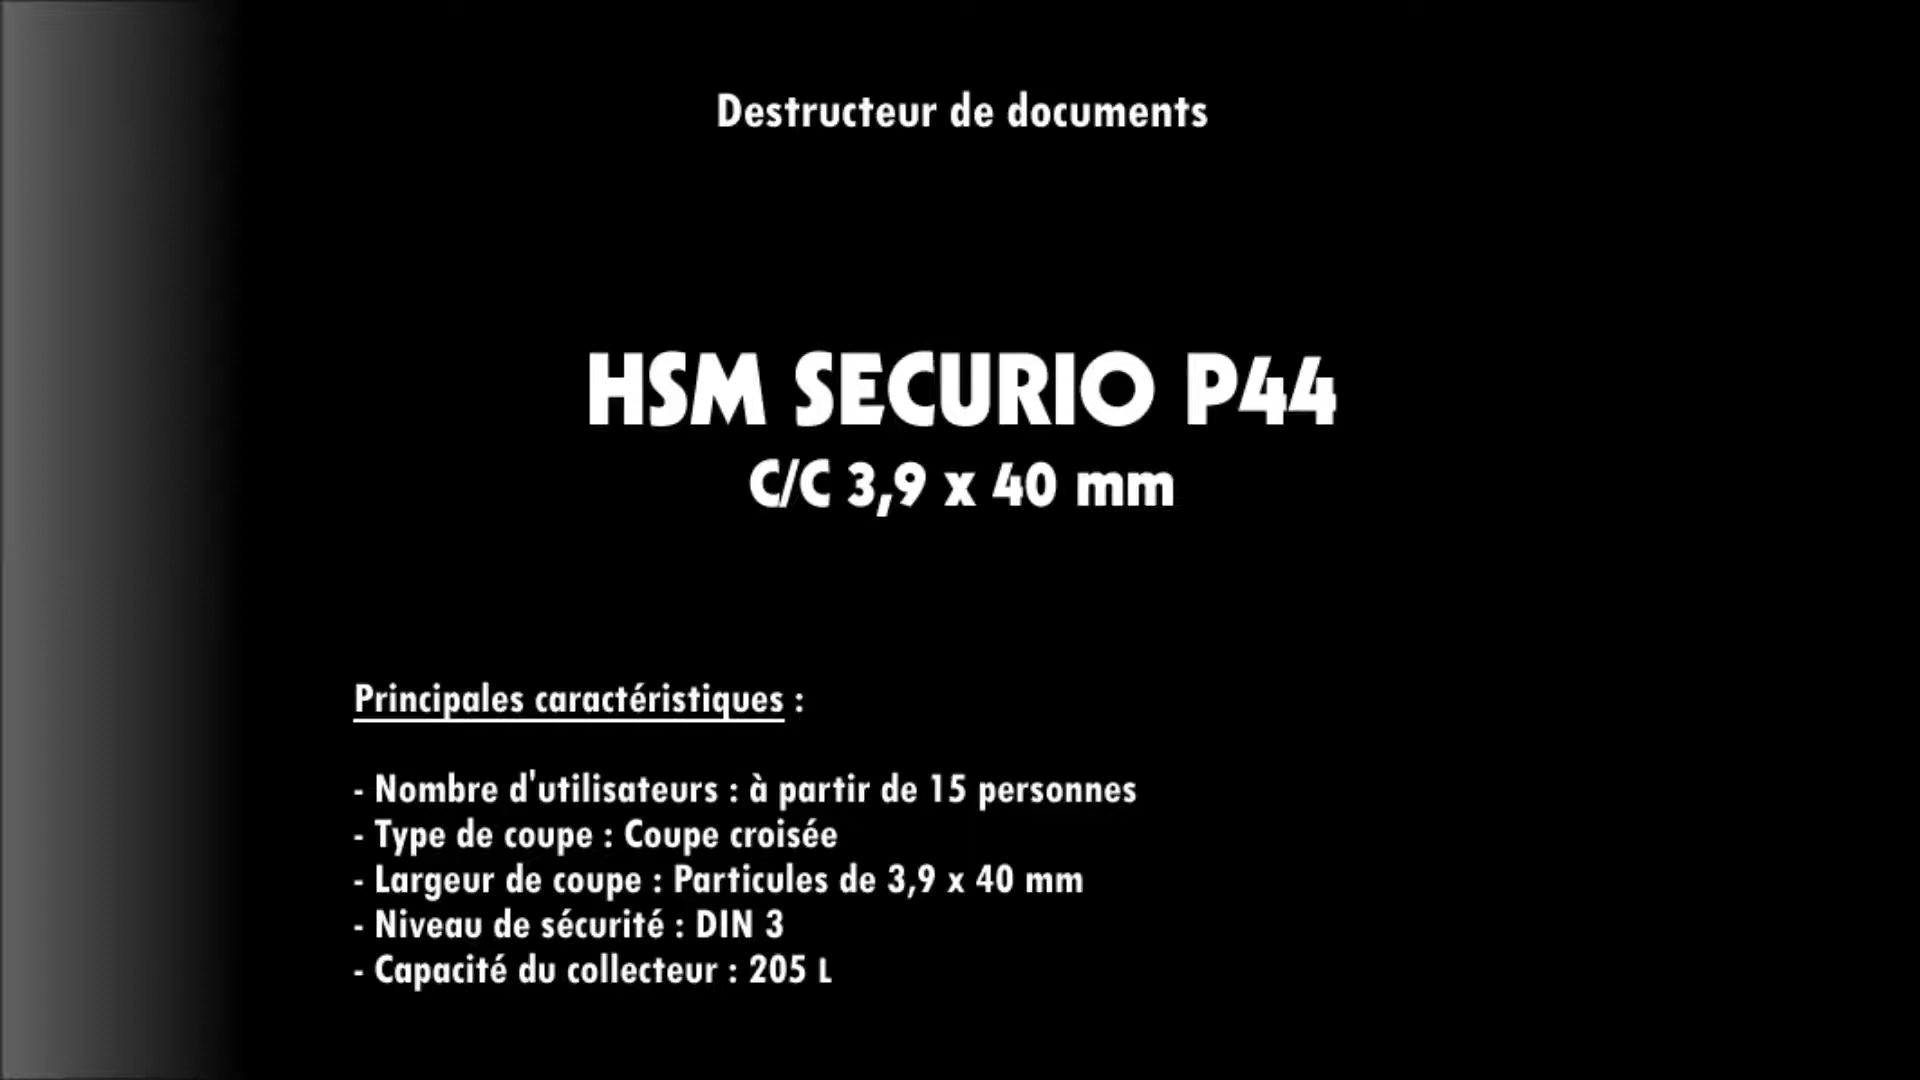 Destructeur de documents
HSM SECURIO P44
C/C 3,9 x 40 mm
Principales caractéristiques :
- Nombre d'utilisateurs : à partir de 15 personnes
- Type de coupe : Coupe croisée
- Largeur de coupe : Particules de 3,9 x 40 mm
- Niveau de sécurité : DIN 3
- Capacité du collecteur : 205 L